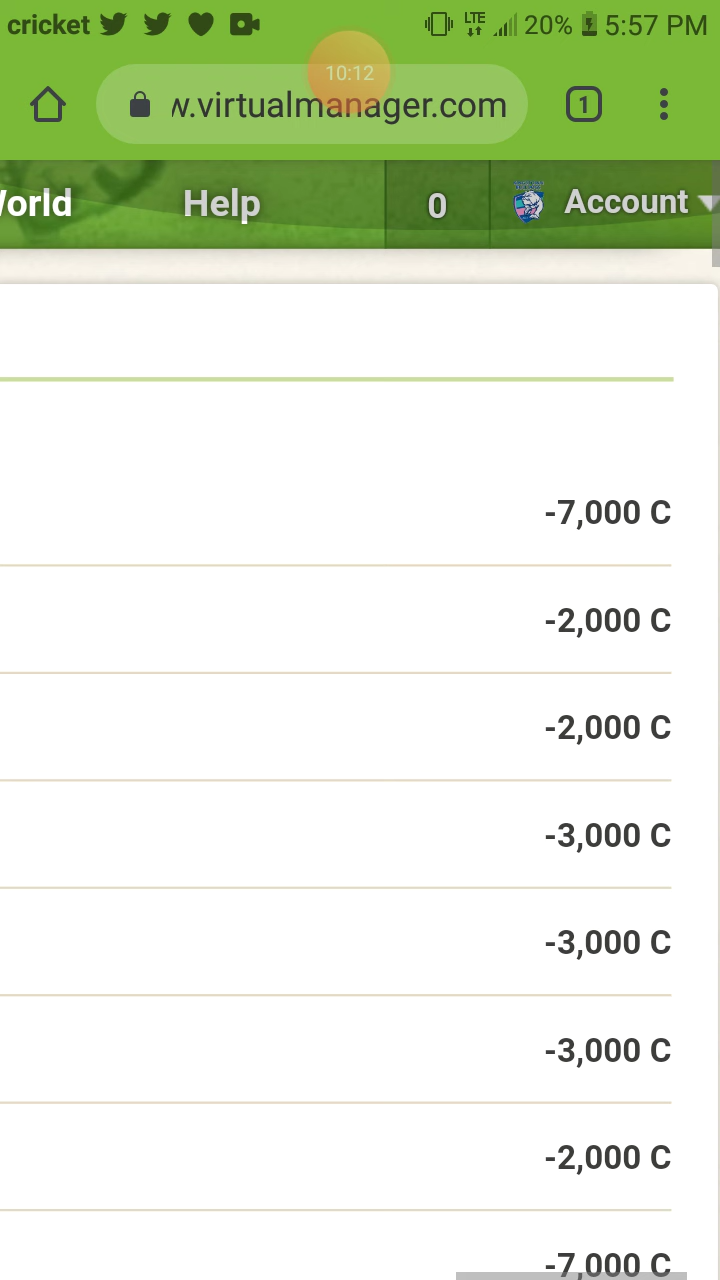 cricket LTE 20% 5:57 PM
10:12
w.virtualmanager.com 1
World Help 0 Account
-7,000 C
-2,000 C
-2,000 C
-3,000 C
-3,000 C
-3,000 C
-2,000 C
-7,000 C